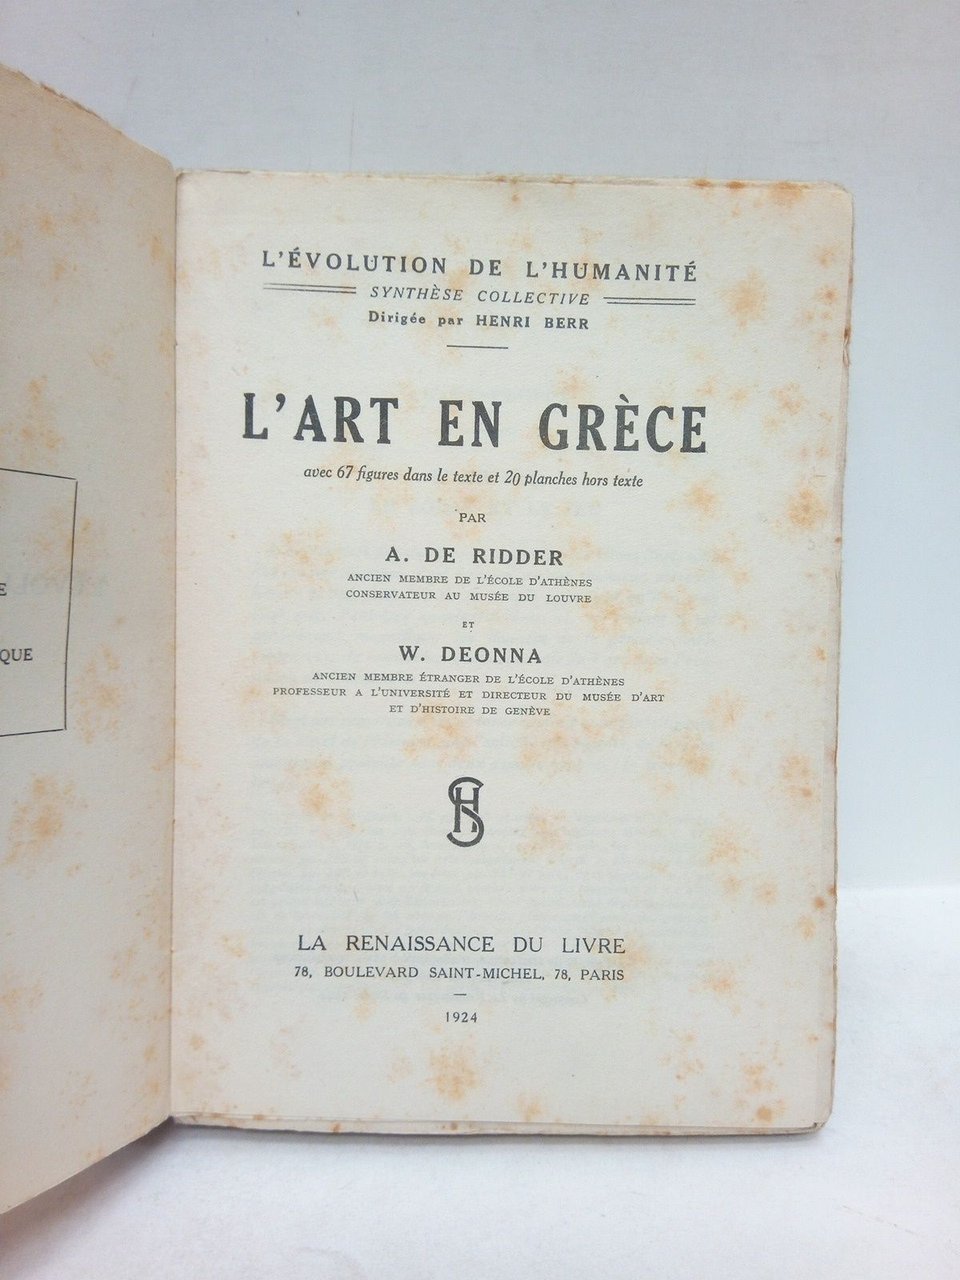 L'ÉVOLUTION DE L'HUMANITÉ
SYNTHÈSE COLLECTIVE
Dirigée par HENRI BERR
L'ART EN GRÈCE
avec 67 figures dans le texte et 20 planches hors texte
PAR
A. DE RIDDER
ANCIEN MEMBRE DE L'ÉCOLE D'ATHÈNES
CONSERVATEUR AU MUSÉE DU LOUVRE
ET
W. DEONNA
ANCIEN MEMBRE ÉTRANGER DE L'ÉCOLE D'ATHÈNES
PROFESSEUR A L'UNIVERSITÉ ET DIRECTEUR DU MUSÉE D'ART
ET D'HISTOIRE DE GENÈVE
LA RENAISSANCE DU LIVRE
78, BOULEVARD SAINT-MICHEL, 78, PARIS
1924